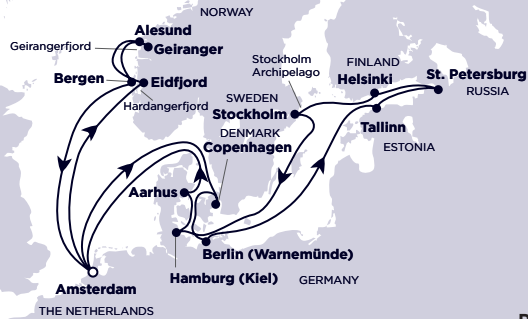 NORWAY
Alesund
Geirangerfjord
Geiranger
Bergen
Eidfjord
Hardangerfjord
Stockholm
Archipelago
FINLAND
Helsinki
St. Petersburg
RUSSIA
SWEDEN
Stockholm
Tallinn
DENMARK
Copenhagen
ESTONIA
Aarhus
Berlin (Warnemünde)
Hamburg (Kiel)
GERMANY
Amsterdam
THE NETHERLANDS